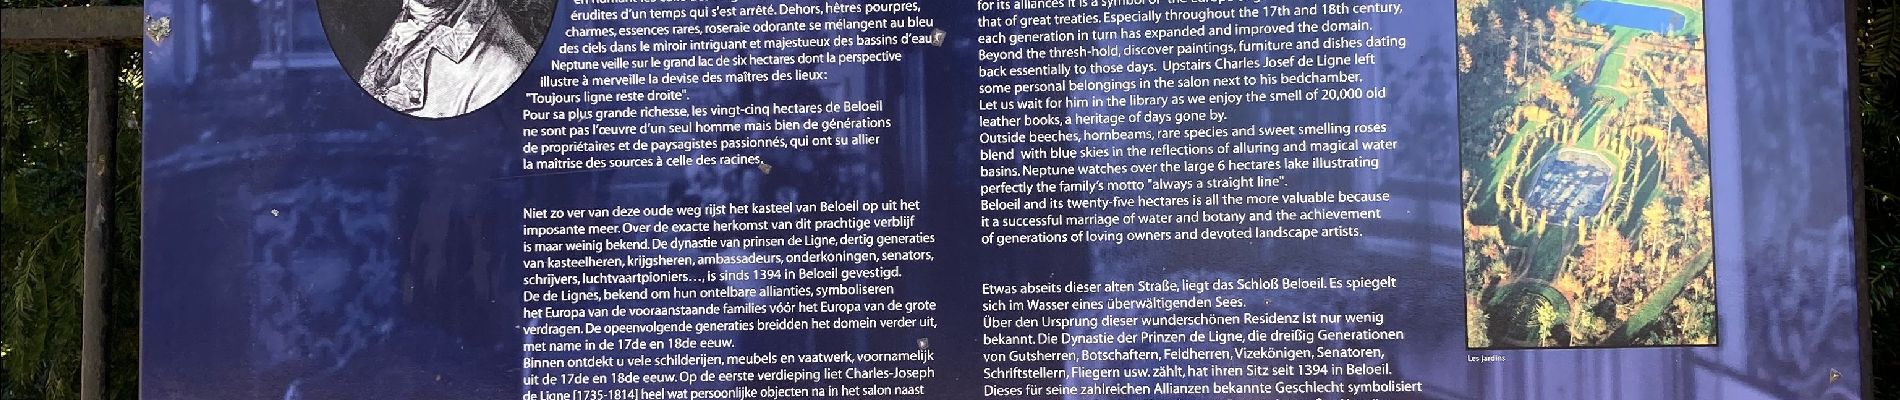 érudites d'un temps qui s'est arrêté. Dehors, hêtres pourpres,
charmes, essences rares, roseraie odorante se mélangent au bleu
des ciels dans le miroir intriguant et majestueux des bassins d'eau.
Neptune veille sur le grand lac de six hectares dont la perspective
illustre à merveille la devise des maîtres des lieux:
"Toujours ligne reste droite".
Pour sa plus grande richesse, les vingt-cinq hectares de Beloeil
ne sont pas l'œuvre d'un seul homme mais bien de générations
de propriétaires et de paysagistes passionnés, qui ont su allier
la maîtrise des sources à celle des racines.
Niet zo ver van deze oude weg rijst het kasteel van Beloeil op uit het
imposante meer. Over de exacte herkomst van dit prachtige verblijf
is maar weinig bekend. De dynastie van prinsen de Ligne, dertig generaties
van kasteelheren, krijgsheren, ambassadeurs, onderkoningen, senators,
schrijvers, luchtvaartpioniers..., is sinds 1394 in Beloeil gevestigd.
De de Lignes, bekend om hun ontelbare allianties, symboliseren
het Europa van de vooraanstaande families vóór het Europa van de grote
verdragen. De opeenvolgende generaties breidden het domein verder uit,
met name in de 17de en 18de eeuw.
Binnen ontdekt u vele schilderijen, meubels en vaatwerk, voornamelijk
uit de 17de en 18de eeuw. Op de eerste verdieping liet Charles-Joseph
de Ligne [1735-1814] heel wat persoonlijke objecten na in het salon naast
for its alliances it is a symbol of
that of great treaties. Especially throughout the 17th and 18th century,
each generation in turn has expanded and improved the domain.
Beyond the thresh-hold, discover paintings, furniture and dishes dating
back essentially to those days. Upstairs Charles Josef de Ligne left
some personal belongings in the salon next to his bedchamber.
Let us wait for him in the library as we enjoy the smell of 20,000 old
leather books, a heritage of days gone by.
Outside beeches, hornbeams, rare species and sweet smelling roses
blend with blue skies in the reflections of alluring and magical water
basins. Neptune watches over the large 6 hectares lake illustrating
perfectly the family's motto "always a straight line".
Beloeil and its twenty-five hectares is all the more valuable because
it a successful marriage of water and botany and the achievement
of generations of loving owners and devoted landscape artists.
Etwas abseits dieser alten Straße, liegt das Schloß Beloeil. Es spiegelt
sich im Wasser eines überwältigenden Sees.
Über den Ursprung dieser wunderschönen Residenz ist nur wenig
bekannt. Die Dynastie der Prinzen de Ligne, die dreißig Generationen
von Gutsherren, Botschaftern, Feldherren, Vizekönigen, Senatoren,
Schriftstellern, Fliegern usw. zählt, hat ihren Sitz seit 1394 in Beloeil.
Dieses für seine zahlreichen Allianzen bekannte Geschlecht symbolisiert
Les jardins